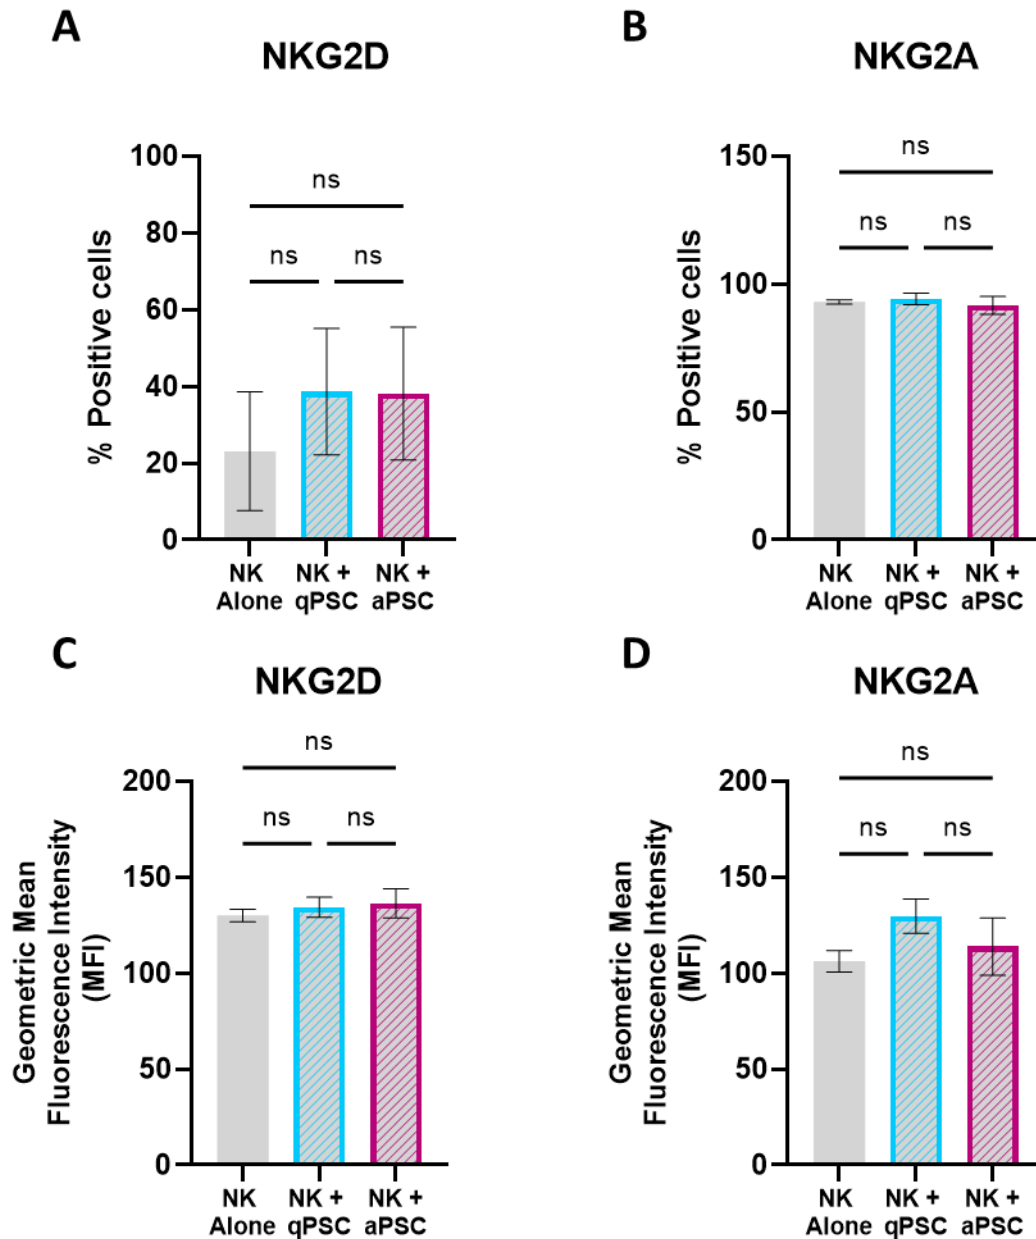 A
NKG2D
% Positive cells
100
80
60
40
20
0
ns
ns
ns
NK
Alone
NK +
qPSC
NK +
aPSC
B
NKG2A
% Positive cells
150
100
50
0
ns
ns
ns
NK
Alone
NK +
qPSC
NK +
aPSC
C
NKG2D
Geometric Mean
Fluorescence Intensity
(MFI)
200
150
100
50
0
ns
ns
ns
NK
Alone
NK +
qPSC
NK +
aPSC
D
NKG2A
Geometric Mean
Fluorescence Intensity
(MFI)
200
150
100
50
0
ns
ns
ns
NK
Alone
NK +
qPSC
NK +
aPSC